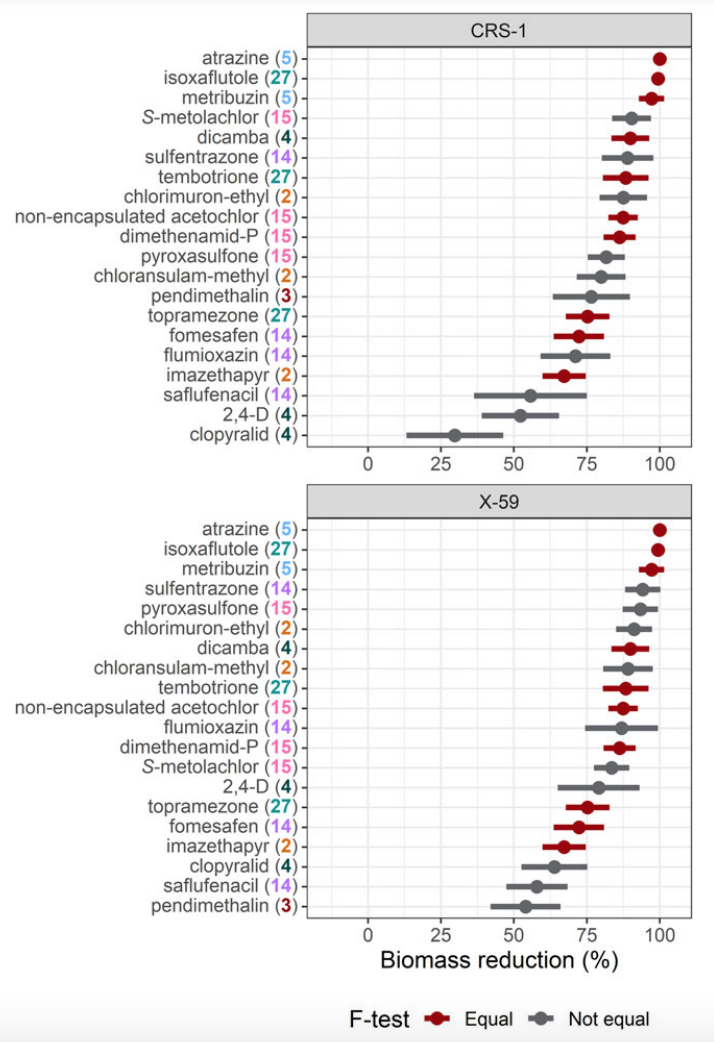 CRS-1
atrazine (5)
isoxaflutole (27)
metribuzin (5)
S-metolachlor (15)
dicamba (4)
sulfentrazone (14)
tembotrione (27)
chlorimuron-ethyl (2)
non-encapsulated acetochlor (15)
dimethenamid-P (15)
pyroxasulfone (15)
chloransulam-methyl (2)
pendimethalin (3)
topramezone (27)
fomesafen (14)
flumioxazin (14)
imazethapyr (2)
saflufenacil (14)
2,4-D (4)
clopyralid (4)
0 25 50 75 100
X-59
atrazine (5)
isoxaflutole (27)
metribuzin (5)
sulfentrazone (14)
pyroxasulfone (15)
chlorimuron-ethyl (2)
dicamba (4)
chloransulam-methyl (2)
tembotrione (27)
non-encapsulated acetochlor (15)
flumioxazin (14)
dimethenamid-P (15)
S-metolachlor (15)
2,4-D (4)
topramezone (27)
fomesafen (14)
imazethapyr (2)
clopyralid (4)
saflufenacil (14)
pendimethalin (3)
0 25 50 75 100
Biomass reduction (%)
F-test Equal Not equal